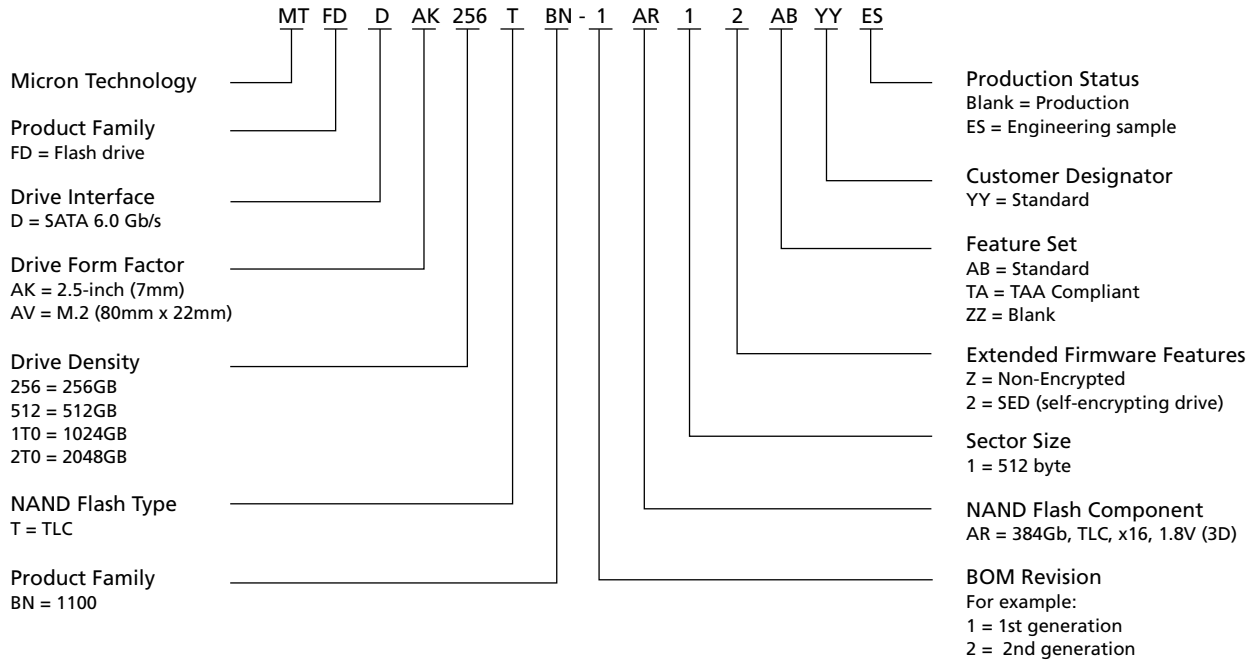 MT FD D AK 256 T BN - 1 AR 1 2 AB YY ES
Micron Technology
Product Family
FD = Flash drive
Drive Interface
D = SATA 6.0 Gb/s
Drive Form Factor
AK = 2.5-inch (7mm)
AV = M.2 (80mm x 22mm)
Drive Density
256 = 256GB
512 = 512GB
1T0 = 1024GB
2T0 = 2048GB
NAND Flash Type
T = TLC
Product Family
BN = 1100
Production Status
Blank = Production
ES = Engineering sample
Customer Designator
YY = Standard
Feature Set
AB = Standard
TA = TAA Compliant
ZZ = Blank
Extended Firmware Features
Z = Non-Encrypted
2 = SED (self-encrypting drive)
Sector Size
1 = 512 byte
NAND Flash Component
AR = 384Gb, TLC, x16, 1.8V (3D)
BOM Revision
For example:
1 = 1st generation
2 = 2nd generation